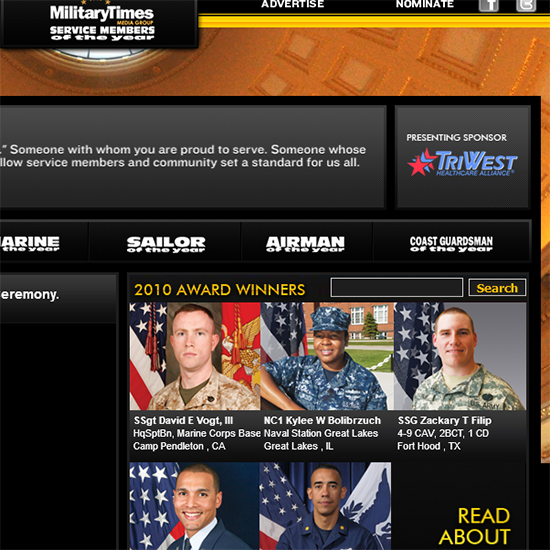 ADVERTISE
NOMINATE
MilitaryTimes
MEDIA GROUP
SERVICE MEMBERS
of the year
." Someone with whom you are proud to serve. Someone whose
llow service members and community set a standard for us all.
PRESENTING SPONSOR
TRIWEST
HEALTHCARE ALLIANCE®
ARINE
of the year
SAILOR
of the year
AIRMAN
of the year
COAST GUARDSMAN
of the year
eremony.
2010 AWARD WINNERS
Search
SSgt David E Vogt, III
HqSptBn, Marine Corps Base
Camp Pendleton , CA
NC1 Kylee W Bolibrzuch
Naval Station Great Lakes
Great Lakes , IL
SSG Zackary T Filip
4-9 CAV, 2BCT, 1 CD
Fort Hood , TX
READ
ABOUT